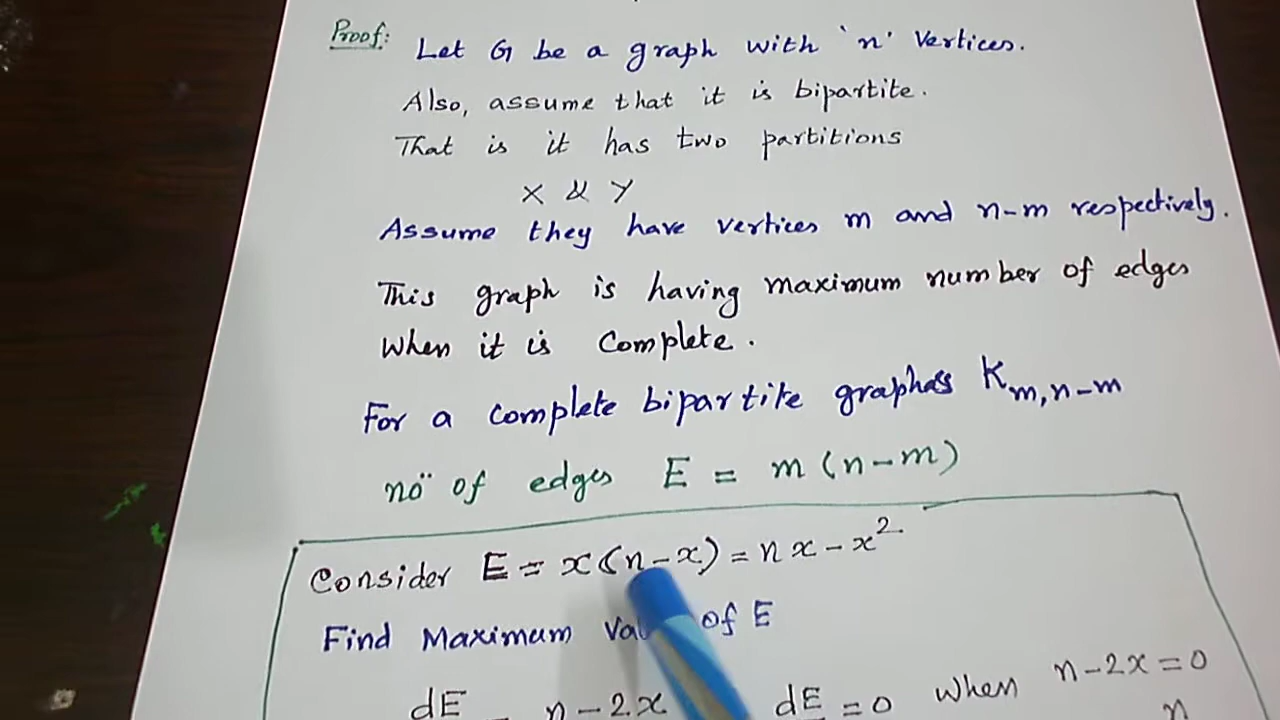 Proof: Let G be a graph with 'n' vertices.
Also, assume that it is bipartite.
That is it has two partitions
X & Y
Assume they have vertices m and n-m respectively.
This graph is having maximum number of edges
when it is complete.
For a complete bipartite graph K_{m,n-m}
no of edges E = m(n-m)
Consider E = x(n-x) = nx - x²
Find Maximum of E
dE n-2x dE = 0 when n-2x = 0
n